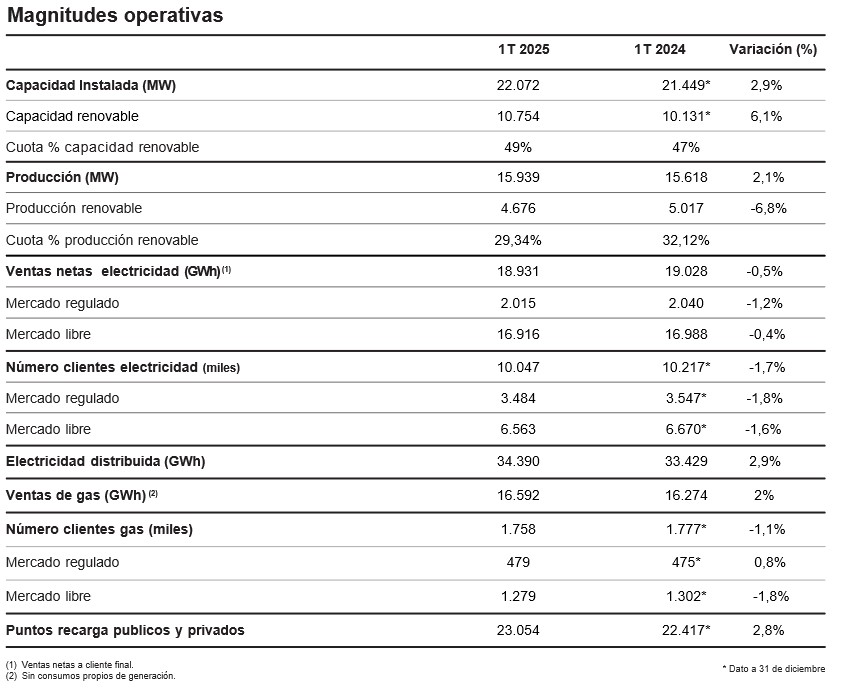 Magnitudes operativas
1T 2025 1T 2024 Variación (%)
Capacidad Instalada (MW) 22.072 21.449* 2,9%
Capacidad renovable 10.754 10.131* 6,1%
Cuota % capacidad renovable 49% 47%
Producción (MW) 15.939 15.618 2,1%
Producción renovable 4.676 5.017 -6,8%
Cuota % producción renovable 29,34% 32,12%
Ventas netas electricidad (GWh)(1) 18.931 19.028 -0,5%
Mercado regulado 2.015 2.040 -1,2%
Mercado libre 16.916 16.988 -0,4%
Número clientes electricidad (miles) 10.047 10.217* -1,7%
Mercado regulado 3.484 3.547* -1,8%
Mercado libre 6.563 6.670* -1,6%
Electricidad distribuida (GWh) 34.390 33.429 2,9%
Ventas de gas (GWh)(2) 16.592 16.274 2%
Número clientes gas (miles) 1.758 1.777* -1,1%
Mercado regulado 479 475* 0,8%
Mercado libre 1.279 1.302* -1,8%
Puntos recarga publicos y privados 23.054 22.417* 2,8%
(1) Ventas netas a cliente final.
(2) Sin consumos propios de generación.
* Dato a 31 de diciembre